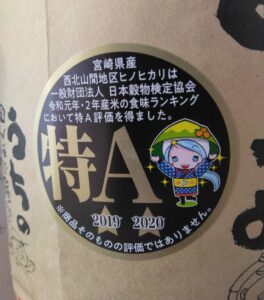 宮崎県産
西北山間地区ヒノヒカリは
一般財団法人 日本穀物検定協会
令和元年・2年産米の食味ランキング
において特A評価を得ました。
特A
2019 2020
※商品そのものの評価ではありません。